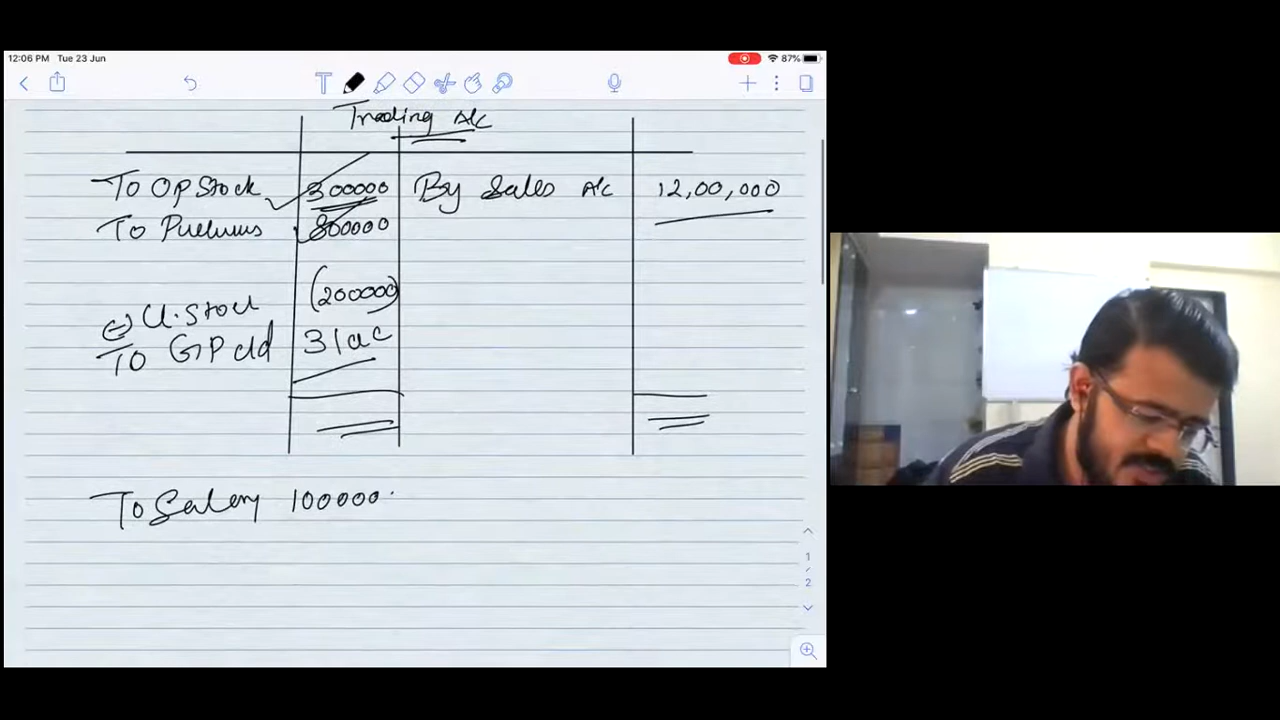 12:06 PM Tue 23 Jun
87%
Trading A/c
To Op Stock 300000 By Sales A/c 12,00,000
To Purchases 800000
(-) Cl. Stock (200000)
To GP c/d 3 lac
To Salary 100000
1
/
2